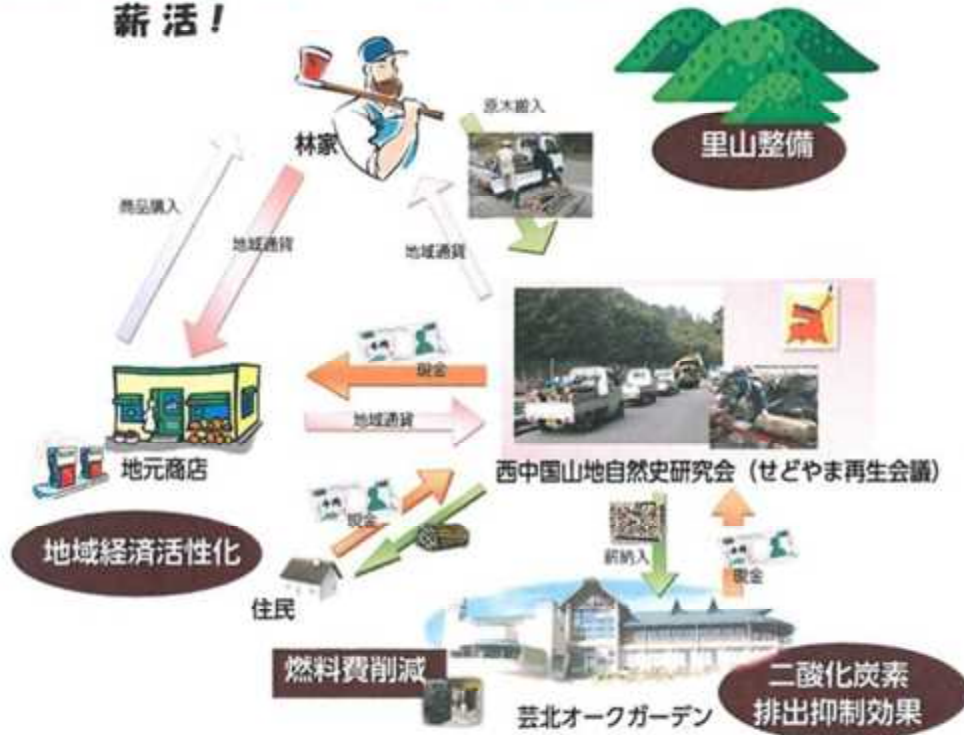 薪活!
林家
原木搬入
里山整備
商品購入
地域通貨
地域通貨
現金
地域通貨
地元商店
西中国山地自然史研究会(せどやま再生会議)
現金
薪納入
現金
地域経済活性化
住民
燃料費削減
芸北オークガーデン
二酸化炭素
排出抑制効果